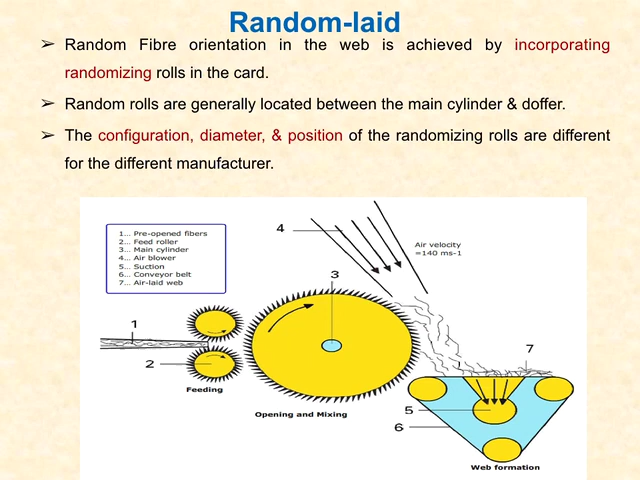 Random-laid
➢ Random Fibre orientation in the web is achieved by incorporating
randomizing rolls in the card.
➢ Random rolls are generally located between the main cylinder & doffer.
➢ The configuration, diameter, & position of the randomizing rolls are different
for the different manufacturer.
1... Pre-opened fibers
2... Feed roller
3... Main cylinder
4... Air blower
5... Suction
6... Conveyor belt
7... Air-laid web
4
Air velocity
=140 ms-1
3
1
2
Feeding
Opening and Mixing
7
5
6
Web formation